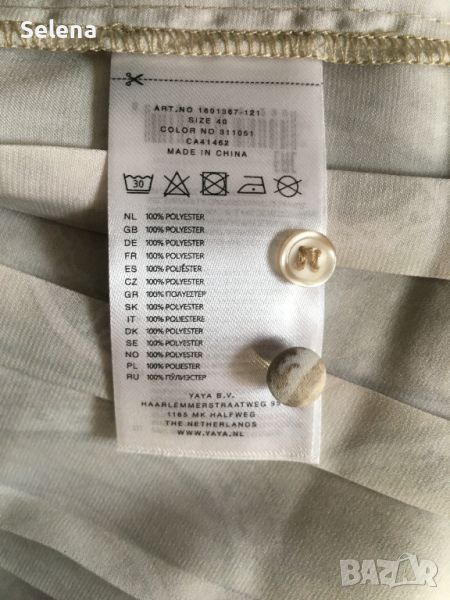 Selena
ART.NO 1601367-121
SIZE 40
COLOR NO 311051
CA41462
MADE IN CHINA
30
NL 100% POLYESTER
GB 100% POLYESTER
DE 100% POLYESTER
FR 100% POLYESTER
ES 100% POLIÉSTER
CZ 100% POLYESTER
GR 100% ΠΟΛΥΕΣΤΕΡ
SK 100% POLYESTER
IT 100% POLIESTERE
DK 100% POLYESTER
SE 100% POLYESTER
NO 100% POLYESTER
PL 100% POLIESTER
RU 100% ПУЛИЭСТЕР
YAYA B.V.
HAARLEMMERSTRAATWEG
1165 MK HALFWEG
THE NETHERLANDS
WWW.YAYA.NL
BAZAR